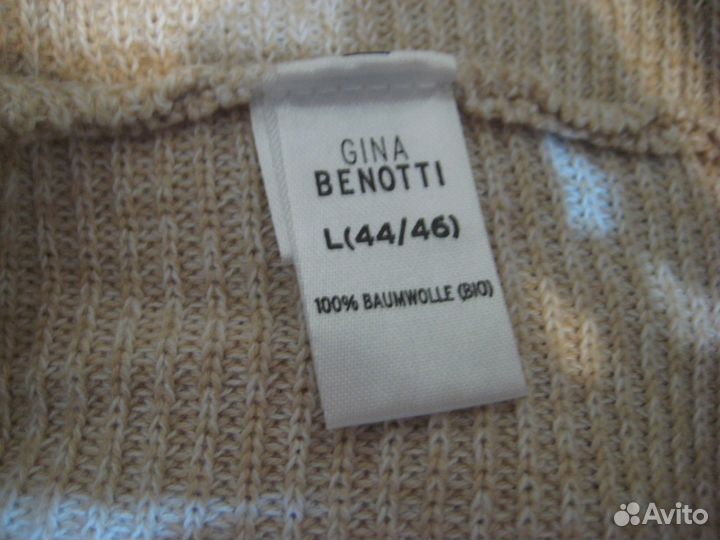 GINA
BENOTTI
L(44/46)
100% BAUMWOLLE (BIO)
Avito